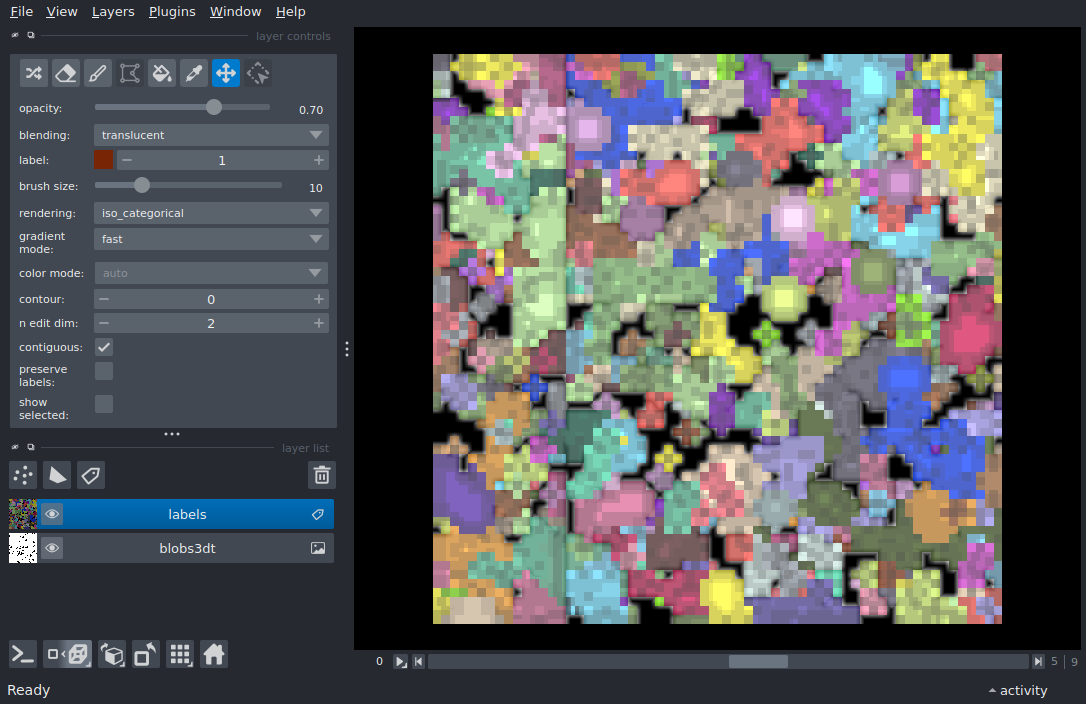 File View Layers Plugins Window Help
layer controls
opacity: 0.70
blending: translucent
label: 1
brush size: 10
rendering: iso_categorical
gradient
mode: fast
color mode: auto
contour: 0
n edit dim: 2
contiguous:
preserve
labels:
show
selected:
layer list
labels
blobs3dt
0 5 9
Ready activity